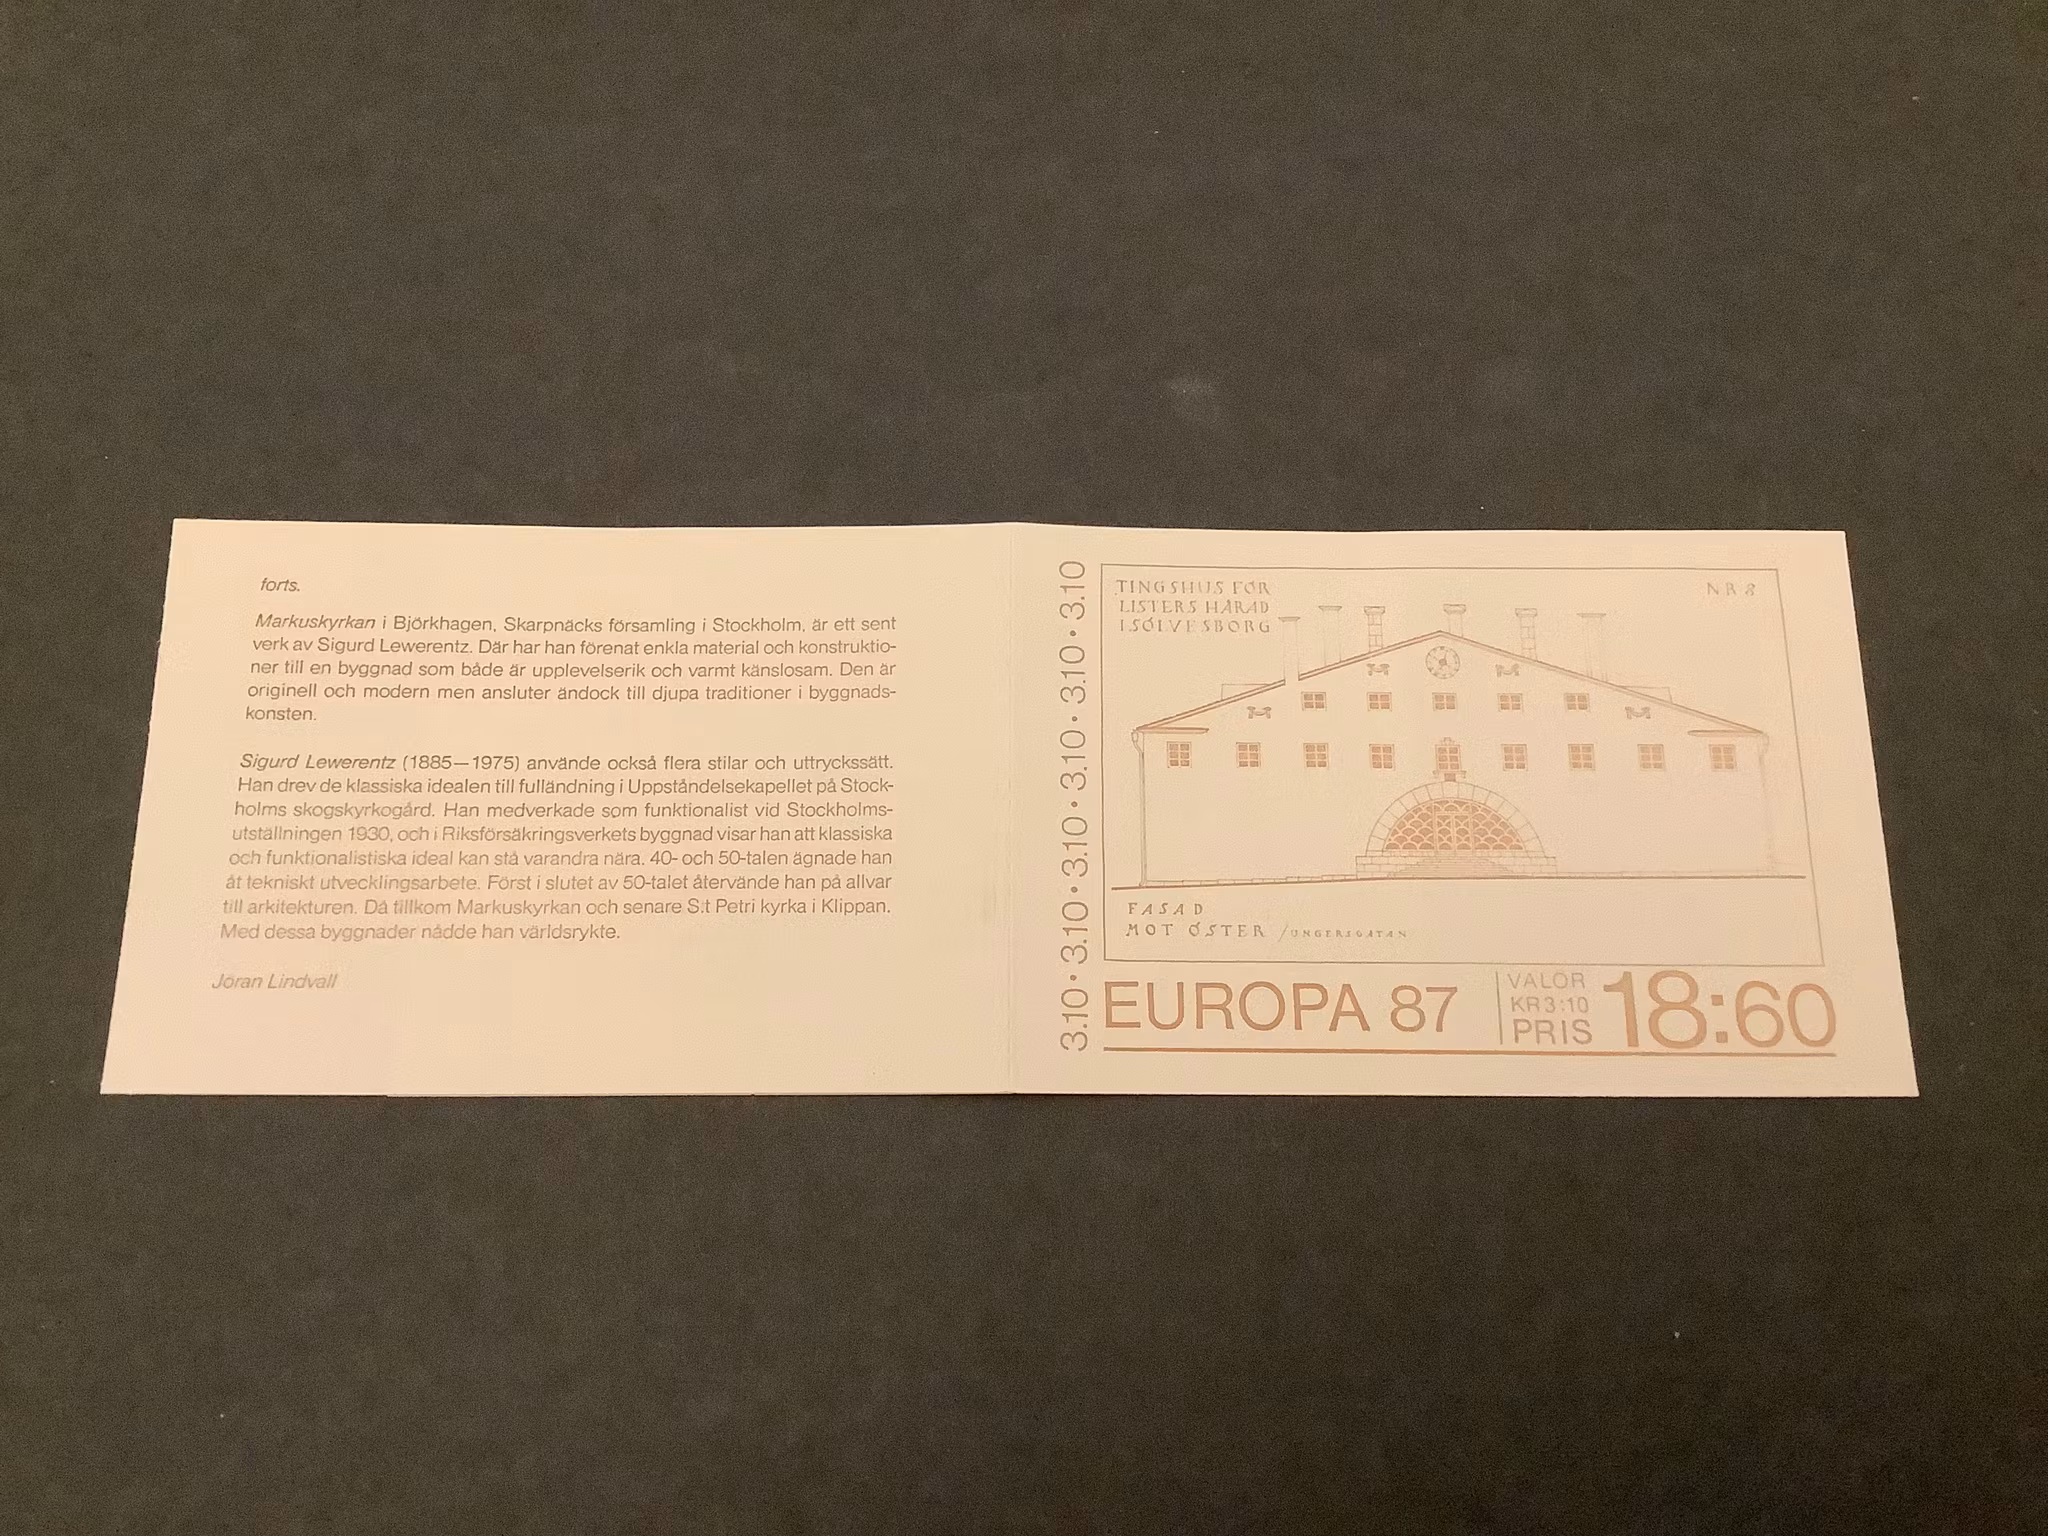 forts.
Markuskyrkan i Björkhagen, Skarpnäcks församling i Stockholm, är ett sent
verk av Sigurd Lewerentz. Där har han förenat enkla material och konstruktio-
ner till en byggnad som både är upplevelserik och varmt känslosam. Den är
originell och modern men ansluter ändock till djupa traditioner i byggnads-
konsten.
Sigurd Lewerentz (1885—1975) använde också flera stilar och uttryckssätt.
Han drev de klassiska idealen till fulländning i Uppståndelsekapellet på Stock-
holms skogskyrkogård. Han medverkade som funktionalist vid Stockholms-
utställningen 1930, och i Riksförsäkringsverkets byggnad visar han att klassiska
och funktionalistiska ideal kan stå varandra nära. 40- och 50-talen ägnade han
åt tekniskt utvecklingsarbete. Först i slutet av 50-talet återvände han på allvar
till arkitekturen. Då tillkom Markuskyrkan och senare S:t Petri kyrka i Klippan.
Med dessa byggnader nådde han världsrykte.
Jöran Lindvall
3.10 • 3.10 • 3.10 • 3.10 • 3.10 • 3.10
TINGSHUS FÖR
LISTERS HÄRAD
I SÖLVESBORG
NR 8
FASAD
MOT ÖSTER /UNGERSGATAN
EUROPA 87
VALÖR
KR 3:10
PRIS
18:60